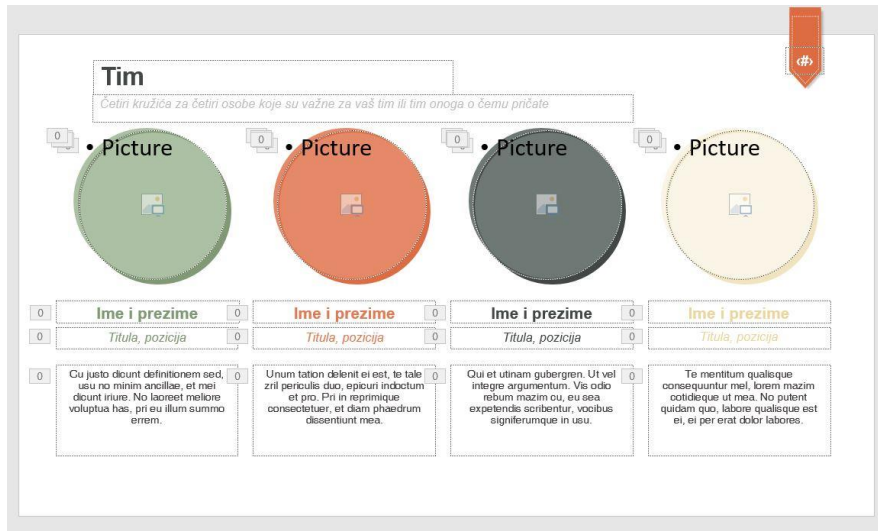 ‹#›
Tim
Četiri kružića za četiri osobe koje su važne za vaš tim ili tim onoga o čemu pričate
0 • Picture
0 • Picture
0 • Picture
0 • Picture
0 Ime i prezime
0 Ime i prezime
0 Ime i prezime
0 Ime i prezime
0 Titula, pozicija
0 Titula, pozicija
0 Titula, pozicija
0 Titula, pozicija
0
Cu justo dicunt definitionem sed,
usu no minim ancillae, et mei
dicunt iriure. No laoreet meliore
voluptua has, pri eu illum summo
errem.
0
Unum tation delenit ei est, te tale
zril periculis duo, epicuri indoctum
et pro. Pri in reprimique
consectetuer, et diam phaedrum
dissentiunt mea.
0
Qui et utinam gubergren. Ut vel
integre argumentum. Vis odio
rebum mazim cu, eu sea
expetendis scribentur, vocibus
signiferumque in usu.
0
Te mentitum qualisque
consequuntur mel, lorem mazim
cotidieque ut mea. No putent
quidam quo, labore qualisque est
ei, ei per erat dolor labores.